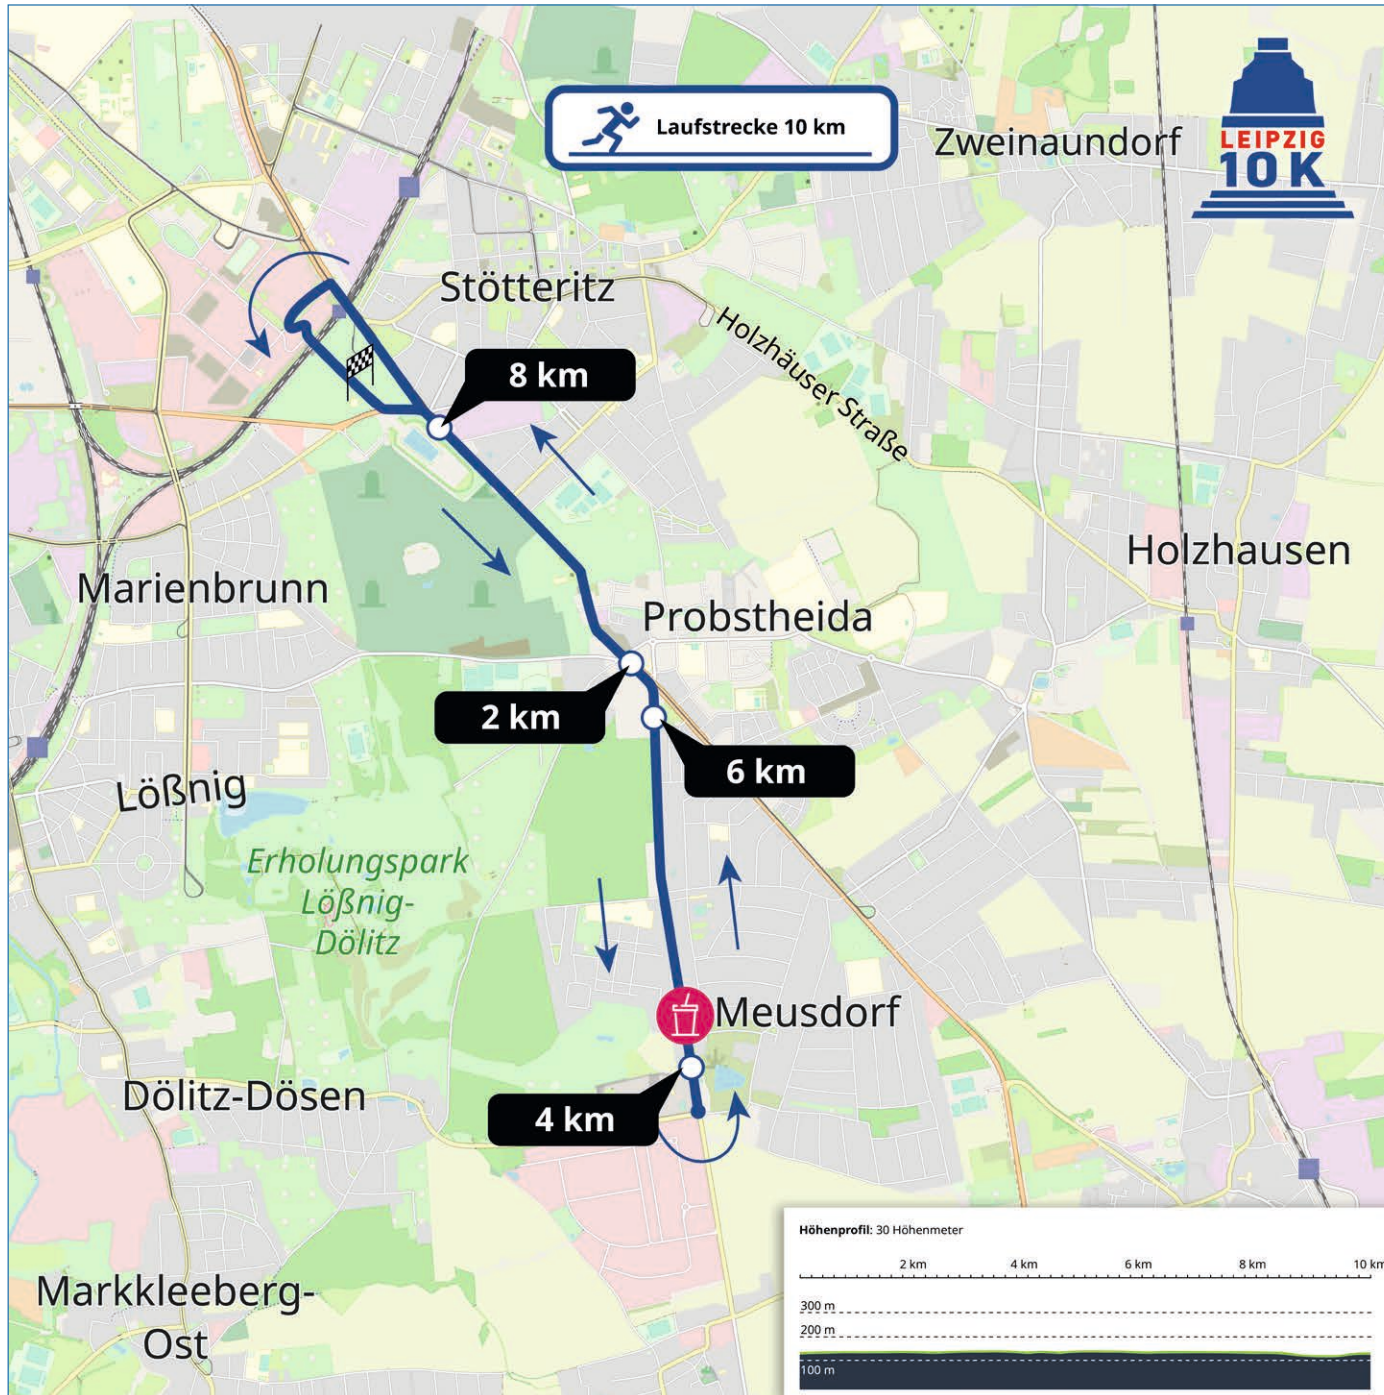 Laufstrecke 10 km
Zweinaundorf
LEIPZIG
10 K
Stötteritz
Holzhäuser Straße
8 km
Holzhausen
Marienbrunn
Probstheida
2 km
6 km
Lößnig
Erholungspark
Lößnig-
Dölitz
Meusdorf
Dölitz-Dösen
4 km
Höhenprofil: 30 Höhenmeter
2 km 4 km 6 km 8 km 10 km
300 m
200 m
100 m
Markkleeberg-
Ost